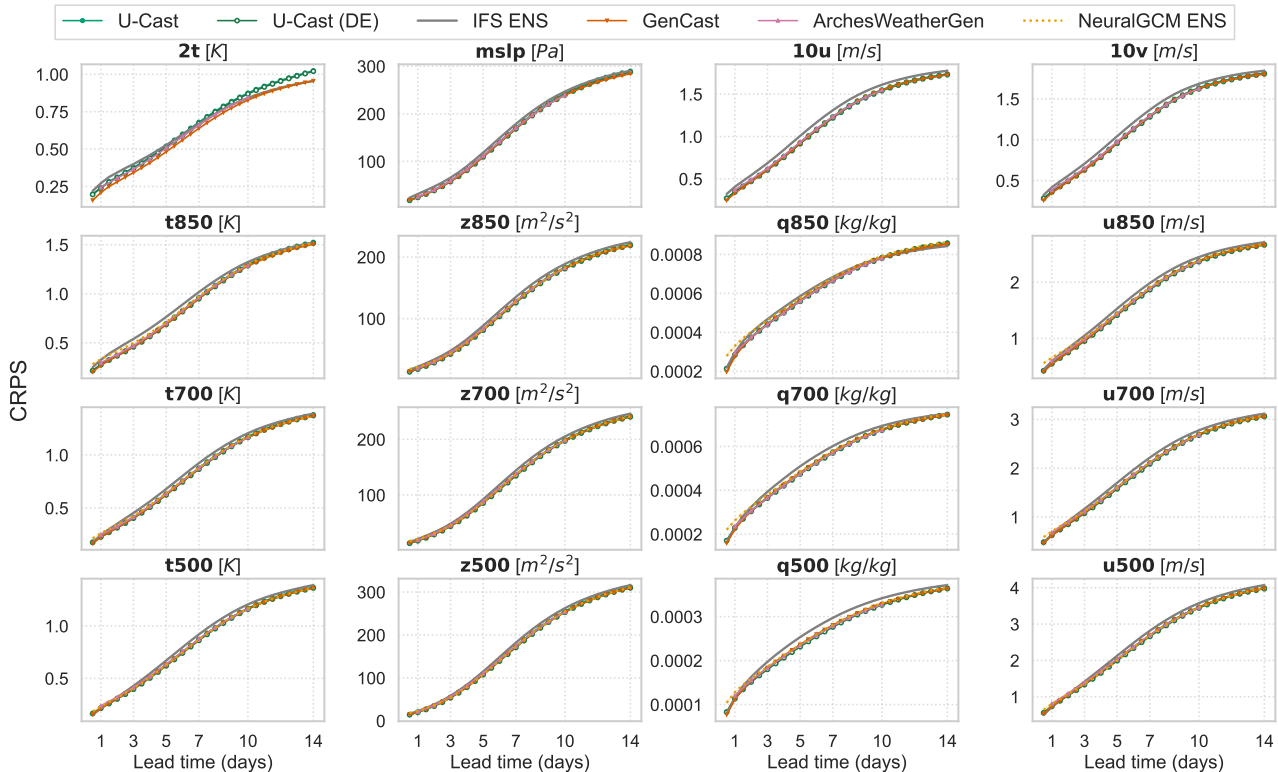 U-Cast U-Cast (DE) IFS ENS GenCast ArchesWeatherGen NeuralGCM ENS
2t [K] mslp [Pa] 10u [m/s] 10v [m/s]
1.00 300 1.5 1.5
0.75 200 1.0 1.0
0.50 100 0.5 0.5
0.25
t850 [K] z850 [m²/s²] q850 [kg/kg] u850 [m/s]
1.5 200 0.0008 2
1.0 100 0.0006 1
0.5 0.0004
0.0002
CRPS
t700 [K] z700 [m²/s²] q700 [kg/kg] u700 [m/s]
1.0 200 0.0006 3
0.5 100 0.0004 2
0.0002 1
t500 [K] z500 [m²/s²] q500 [kg/kg] u500 [m/s]
1.0 300 0.0003 4
0.5 200 0.0002 3
100 0.0001 2
0 1
1 3 5 7 10 14 1 3 5 7 10 14 1 3 5 7 10 14 1 3 5 7 10 14
Lead time (days) Lead time (days) Lead time (days) Lead time (days)